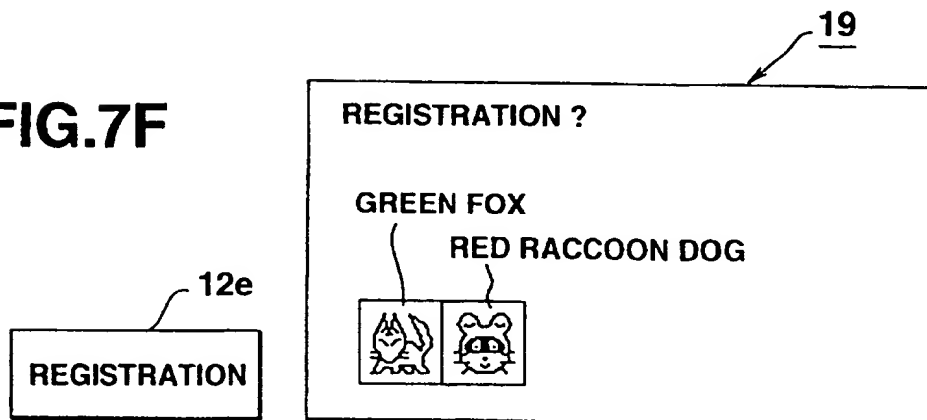 19
FIG.7F
REGISTRATION ?
GREEN FOX
RED RACCOON DOG
12e
REGISTRATION